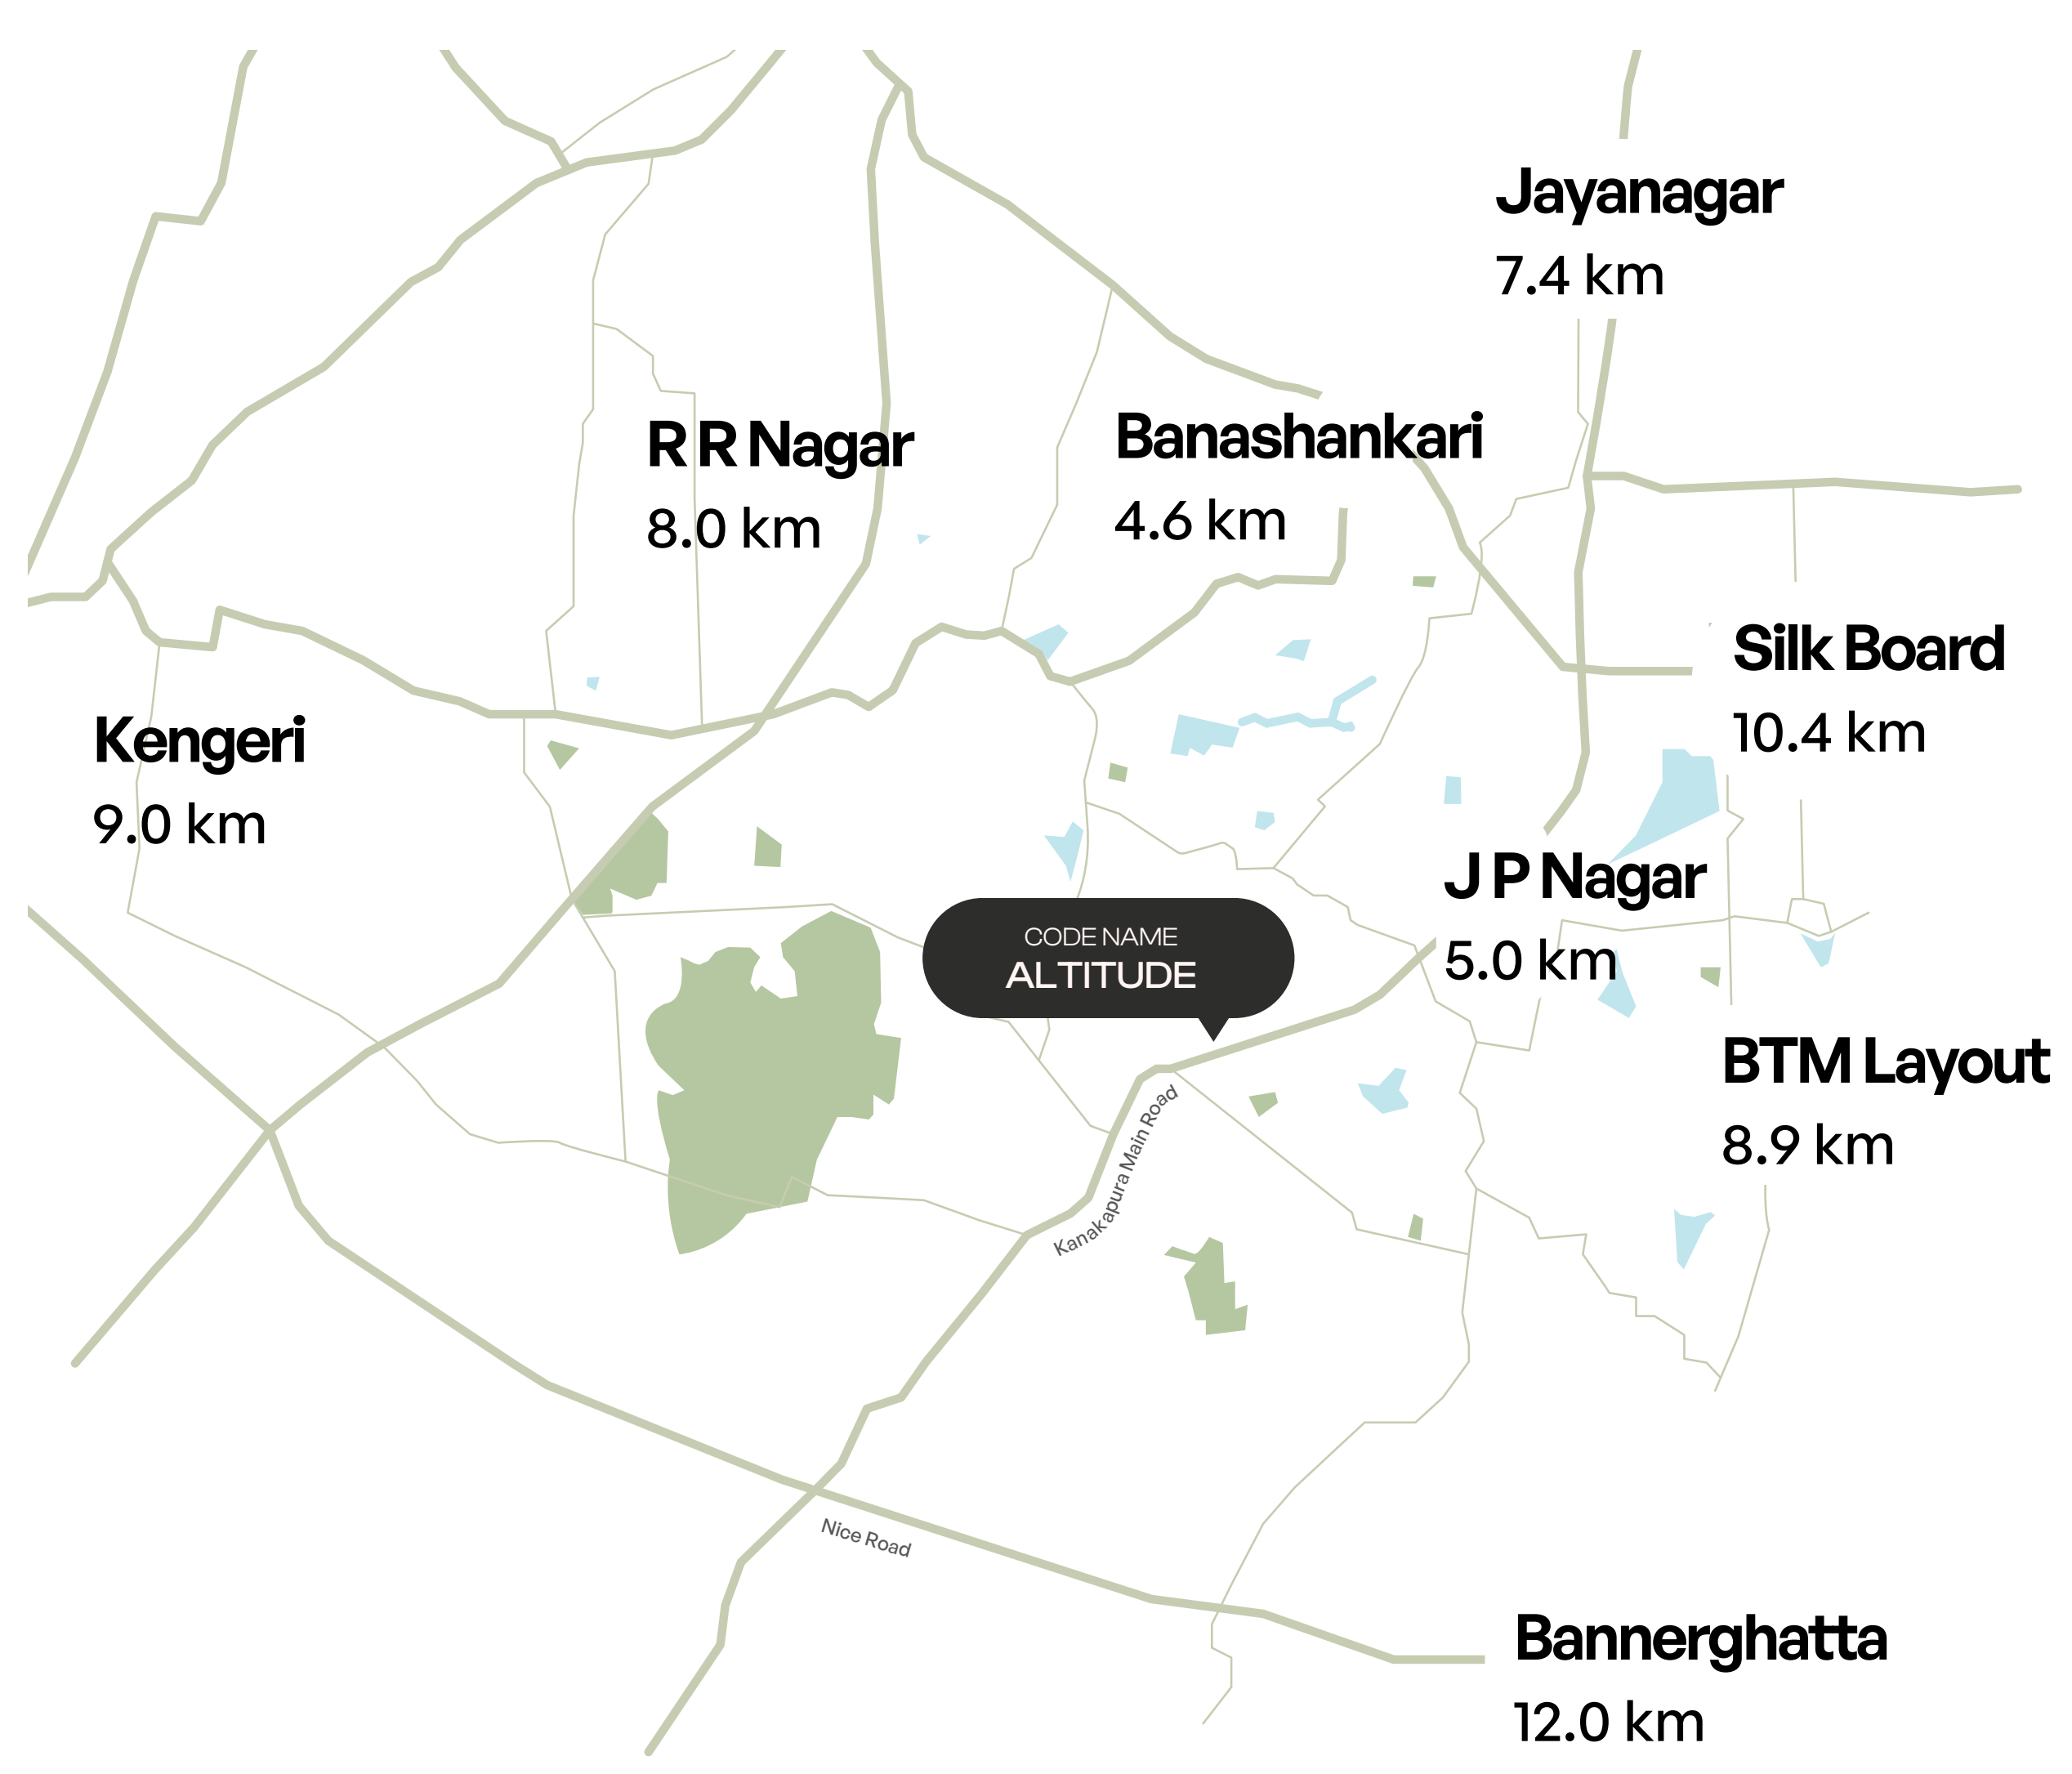 Jayanagar
7.4 km
R R Nagar
8.0 km
Banashankari
4.6 km
Silk Board
10.4 km
Kengeri
9.0 km
J P Nagar
5.0 km
CODE NAME
ALTITUDE
BTM Layout
8.9 km
Kanakapura Main Road
Nice Road
Bannerghatta
12.0 km